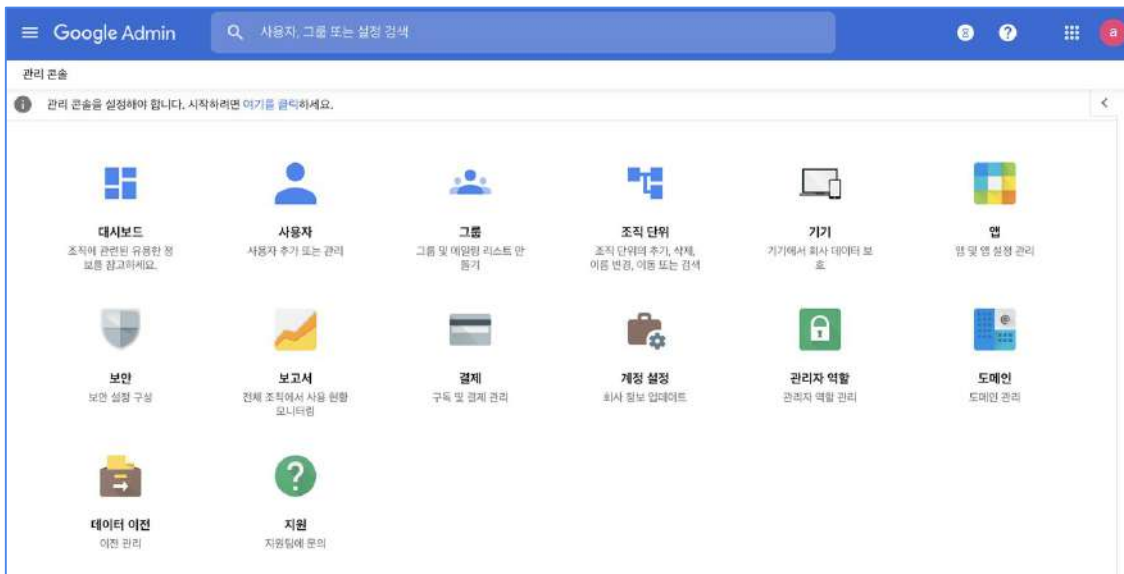 Google Admin
사용자, 그룹 또는 설정 검색
a
관리 콘솔
관리 콘솔을 설정해야 합니다. 시작하려면 여기를 클릭하세요.
대시보드
조직에 관련된 유용한 정
보를 참고하세요.
사용자
사용자 추가 또는 관리
그룹
그룹 및 메일링 리스트 만
들기
조직 단위
조직 단위의 추가, 삭제,
이름 변경, 이동 또는 검색
기기
기기에서 회사 데이터 보
호
앱
앱 및 앱 설정 관리
보안
보안 설정 구성
보고서
전체 조직에서 사용 현황
모니터링
결제
구독 및 결제 관리
계정 설정
회사 정보 업데이트
관리자 역할
관리자 역할 관리
도메인
도메인 관리
데이터 이전
이전 관리
지원
지원팀에 문의